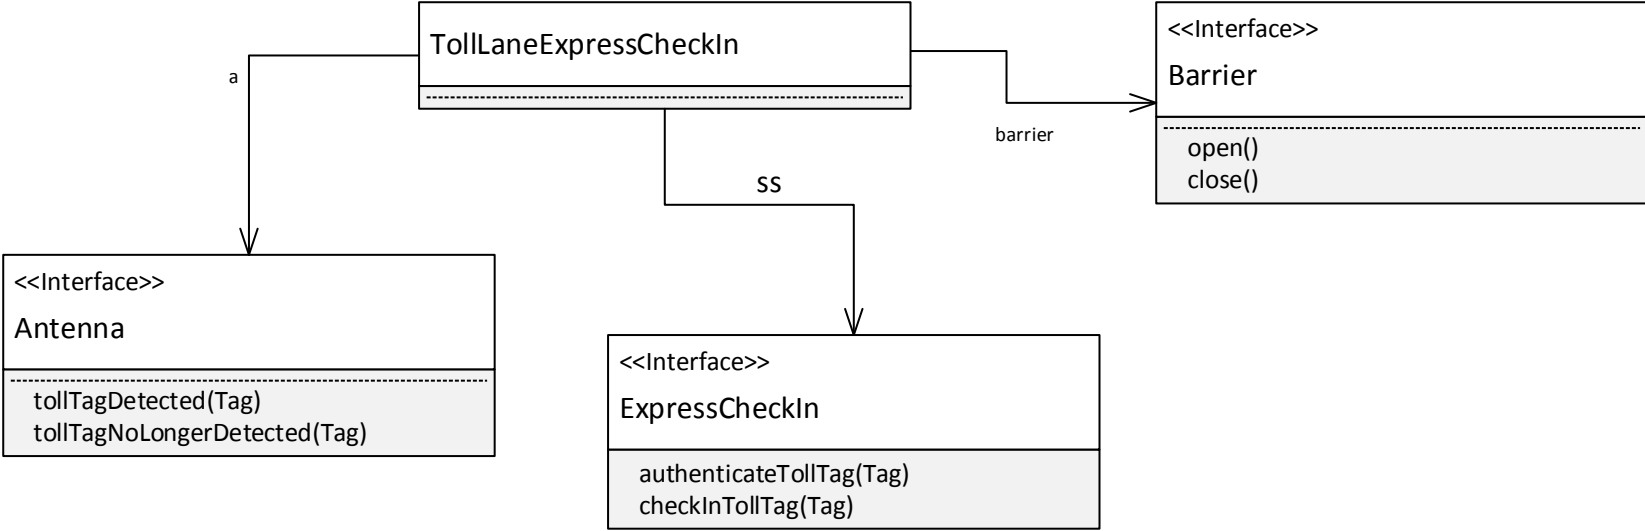 TollLaneExpressCheckIn
<<Interface>>
Barrier
open()
close()
a
barrier
ss
<<Interface>>
Antenna
tollTagDetected(Tag)
tollTagNoLongerDetected(Tag)
<<Interface>>
ExpressCheckIn
authenticateTollTag(Tag)
checkInTollTag(Tag)